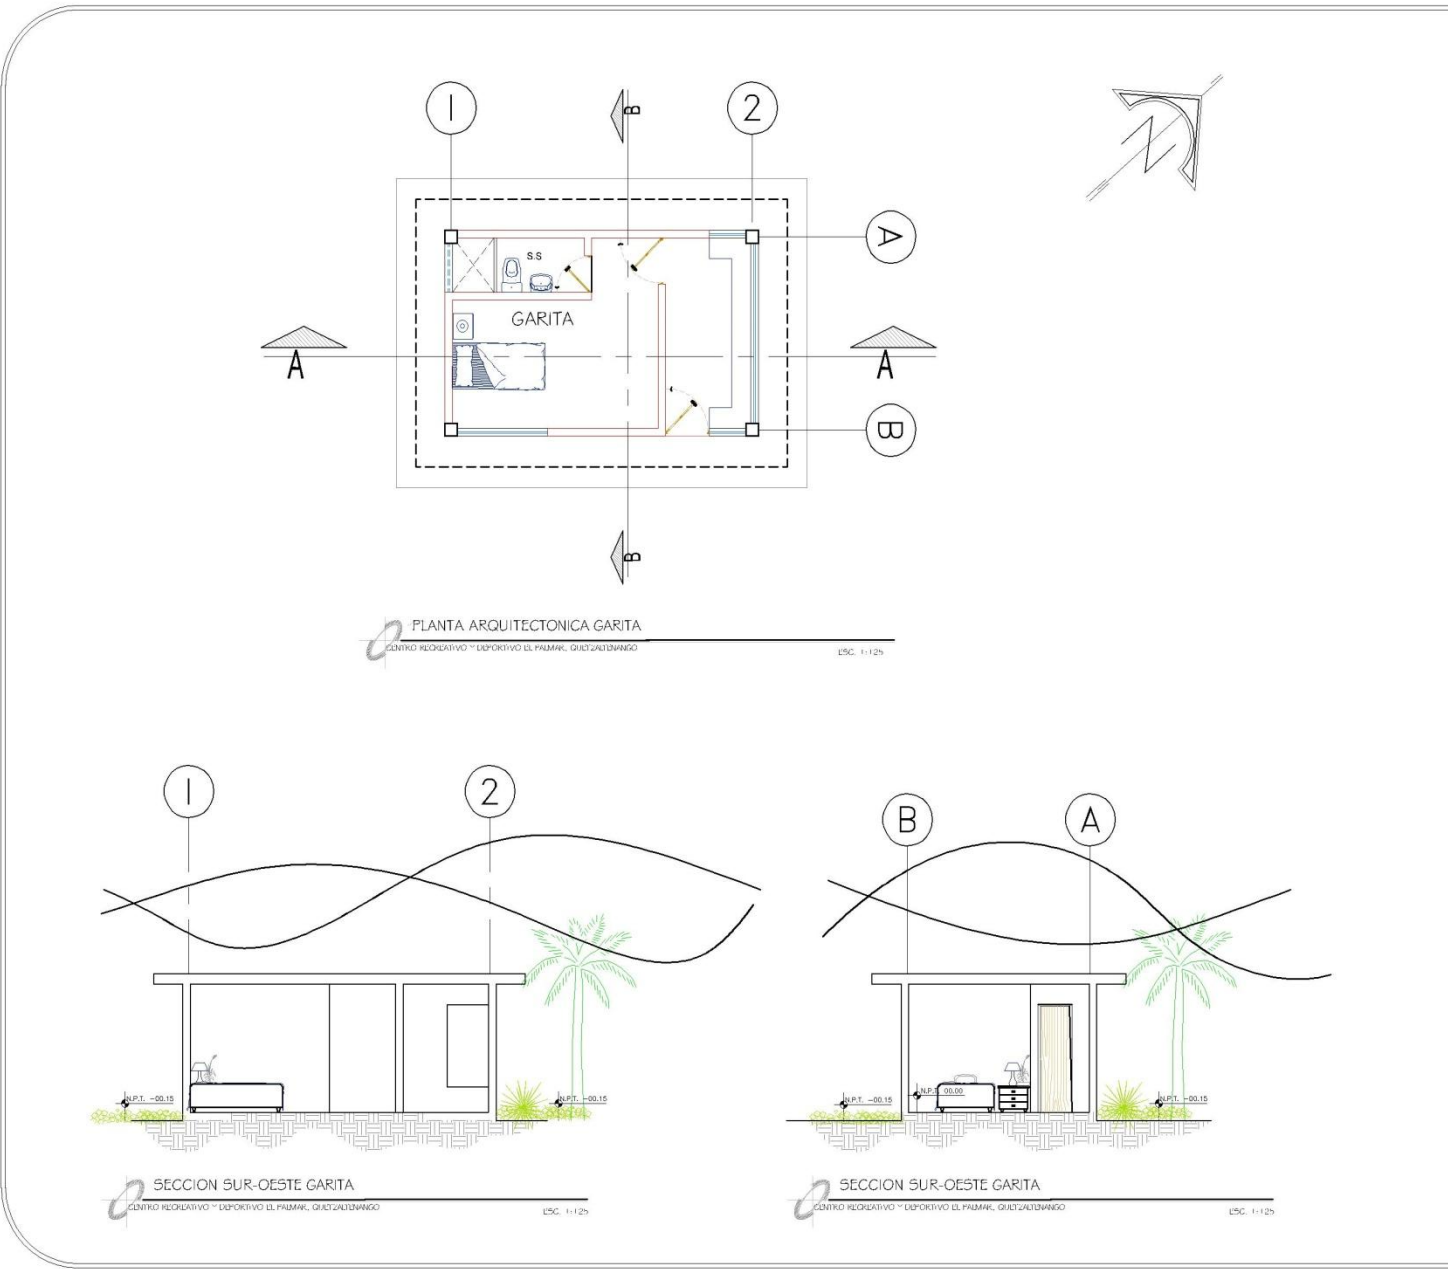 1
B
2
A
S.S
GARITA
A
A
B
B
PLANTA ARQUITECTONICA GARITA
CENTRO RECREATIVO Y DEPORTIVO EL PALMAR, QUETZALTENANGO
ESC. 1:125
1
2
B
A
N.P.T. -00.15
N.P.T. -00.15
N.P.T. -00.15
N.P.T. 00.00
N.P.T. -00.15
SECCION SUR-OESTE GARITA
CENTRO RECREATIVO Y DEPORTIVO EL PALMAR, QUETZALTENANGO
ESC. 1:125
SECCION SUR-OESTE GARITA
CENTRO RECREATIVO Y DEPORTIVO EL PALMAR, QUETZALTENANGO
ESC. 1:125